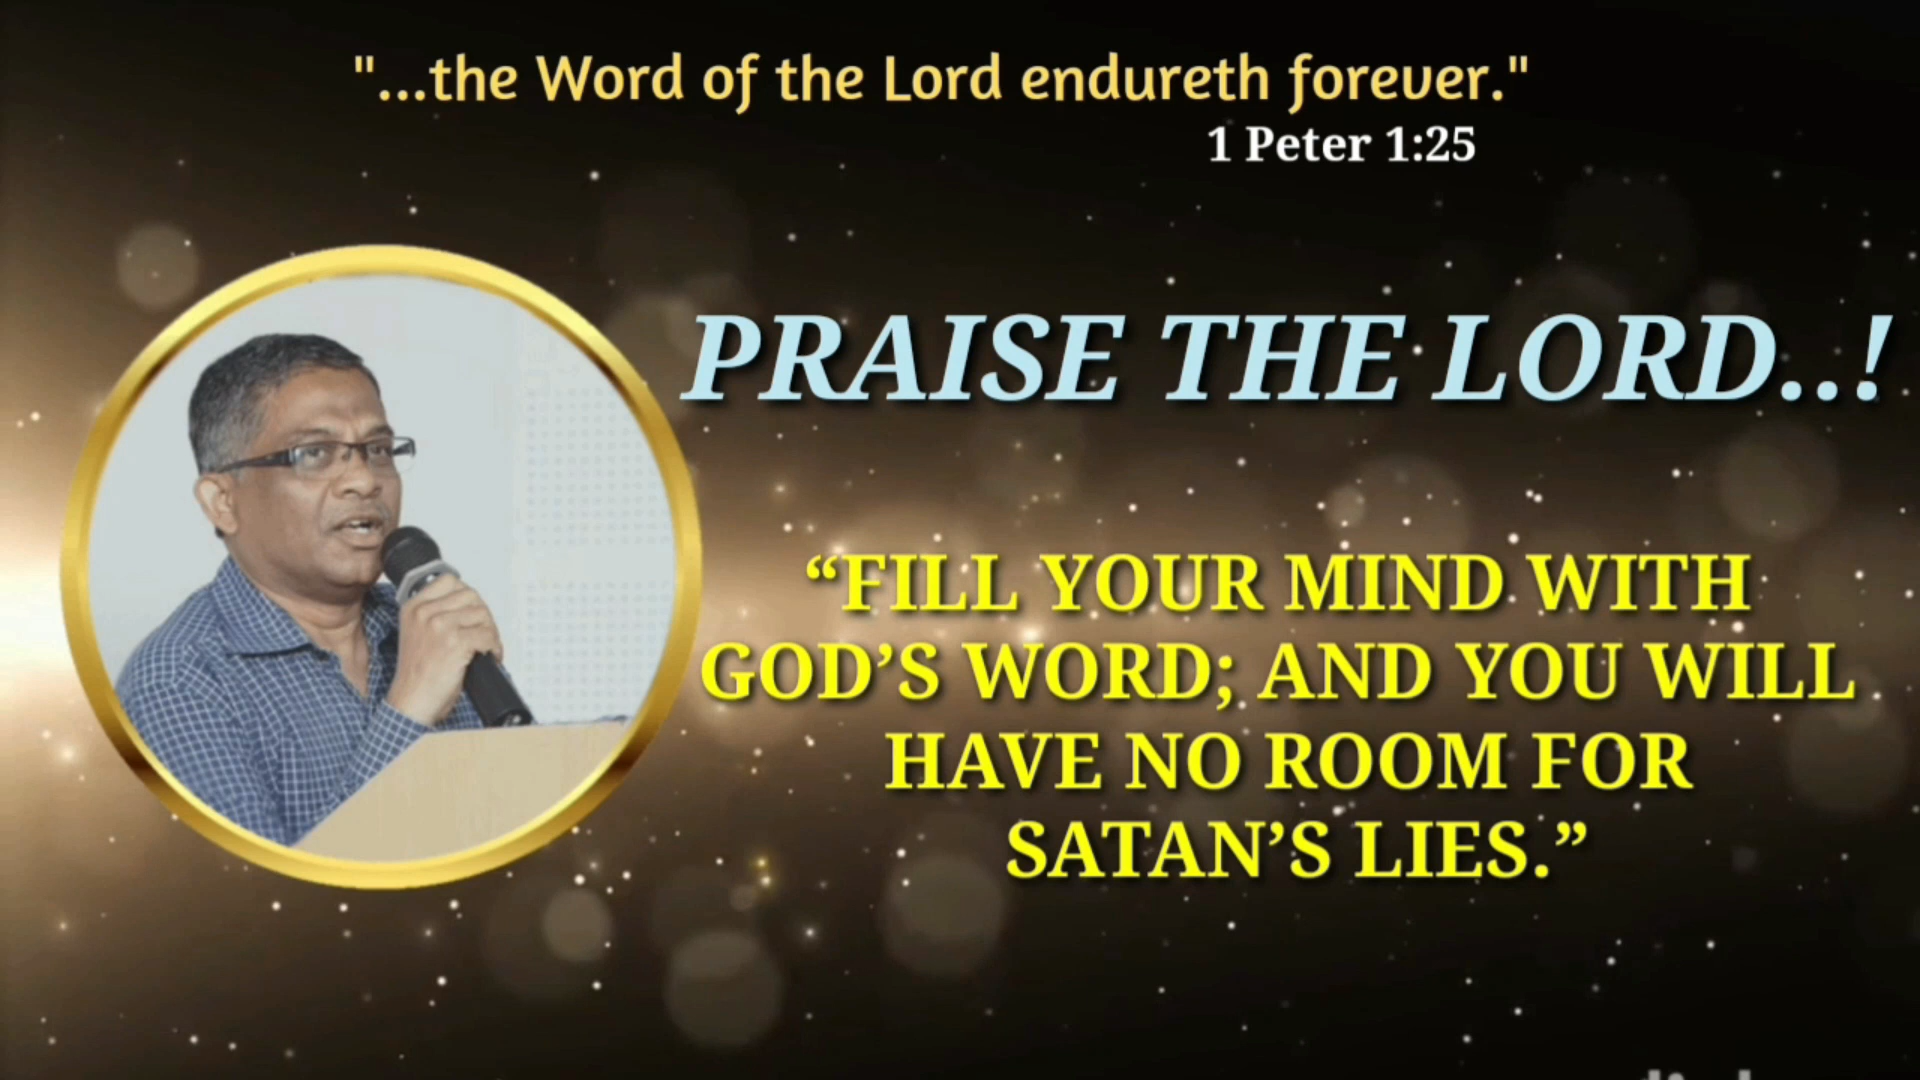 "...the Word of the Lord endureth forever."
1 Peter 1:25
PRAISE THE LORD..!
“FILL YOUR MIND WITH
GOD’S WORD; AND YOU WILL
HAVE NO ROOM FOR
SATAN’S LIES.”